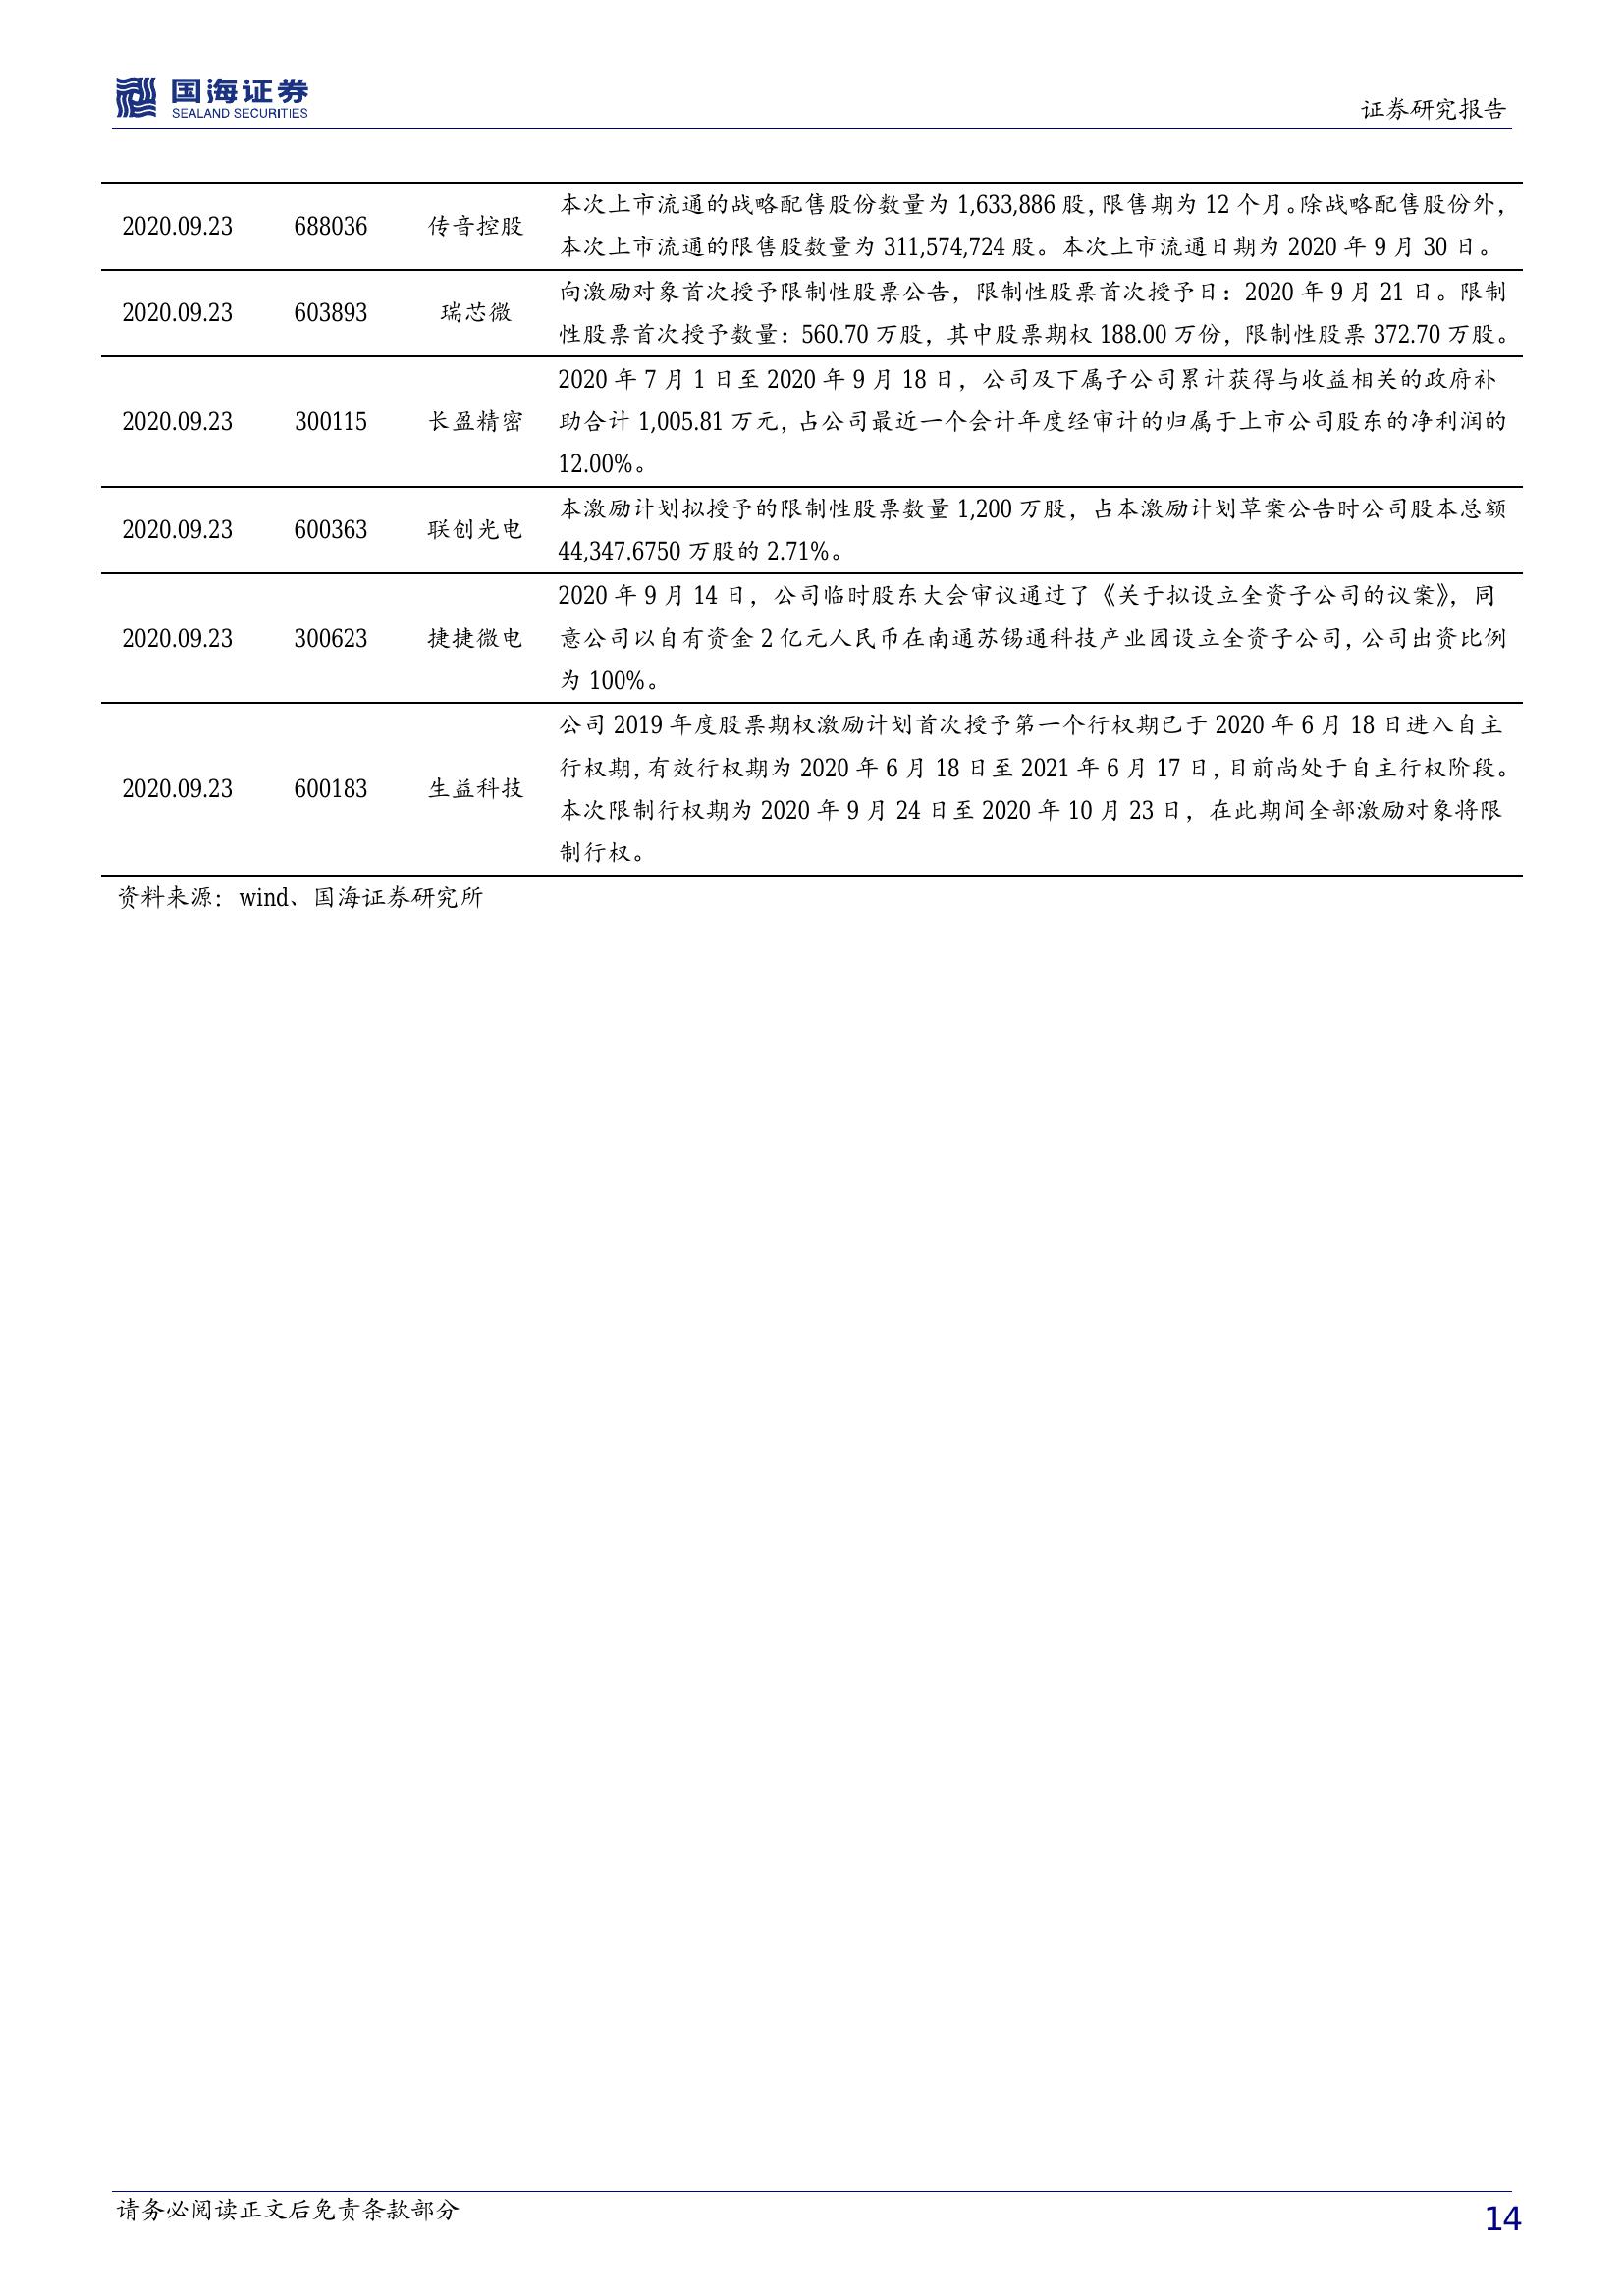 国海证券
SEALAND SECURITIES
证券研究报告
2020.09.23 688036 传音控股
本次上市流通的战略配售股份数量为 1,633,886 股，限售期为 12 个月。除战略配售股份外，
本次上市流通的限售股数量为 311,574,724 股。本次上市流通日期为 2020 年 9 月 30 日。
2020.09.23 603893 瑞芯微
向激励对象首次授予限制性股票公告，限制性股票首次授予日：2020 年 9 月 21 日。限制
性股票首次授予数量：560.70 万股，其中股票期权 188.00 万份，限制性股票 372.70 万股。
2020.09.23 300115 长盈精密
2020 年 7 月 1 日至 2020 年 9 月 18 日，公司及下属子公司累计获得与收益相关的政府补
助合计 1,005.81 万元，占公司最近一个会计年度经审计的归属于上市公司股东的净利润的
12.00%。
2020.09.23 600363 联创光电
本激励计划拟授予的限制性股票数量 1,200 万股，占本激励计划草案公告时公司股本总额
44,347.6750 万股的 2.71%。
2020.09.23 300623 捷捷微电
2020 年 9 月 14 日，公司临时股东大会审议通过了《关于拟设立全资子公司的议案》，同
意公司以自有资金 2 亿元人民币在南通苏锡通科技产业园设立全资子公司，公司出资比例
为 100%。
2020.09.23 600183 生益科技
公司 2019 年度股票期权激励计划首次授予第一个行权期已于 2020 年 6 月 18 日进入自主
行权期，有效行权期为 2020 年 6 月 18 日至 2021 年 6 月 17 日，目前尚处于自主行权阶段。
本次限制行权期为 2020 年 9 月 24 日至 2020 年 10 月 23 日，在此期间全部激励对象将限
制行权。
资料来源：wind、国海证券研究所
请务必阅读正文后免责条款部分
14